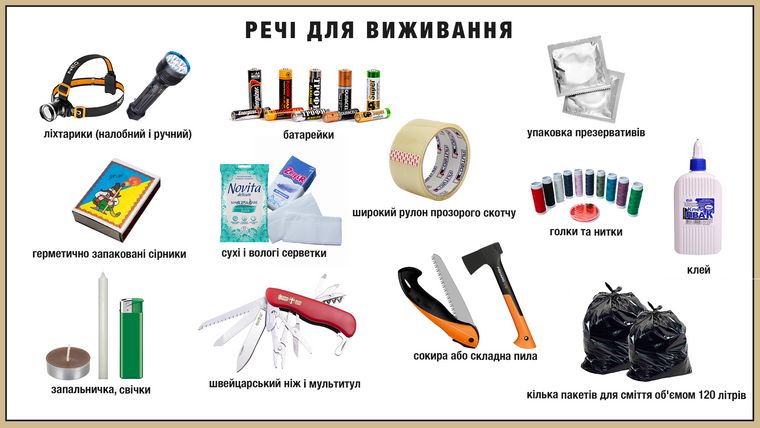 РЕЧІ ДЛЯ ВИЖИВАННЯ
ліхтарики (налобний і ручний)
батарейки
упаковка презервативів
широкий рулон прозорого скотчу
голки та нитки
клей
герметично запаковані сірники
Novita
delicate
сухі і вологі серветки
запальничка, свічки
швейцарський ніж і мультитул
сокира або складна пила
кілька пакетів для сміття об'ємом 120 літрів